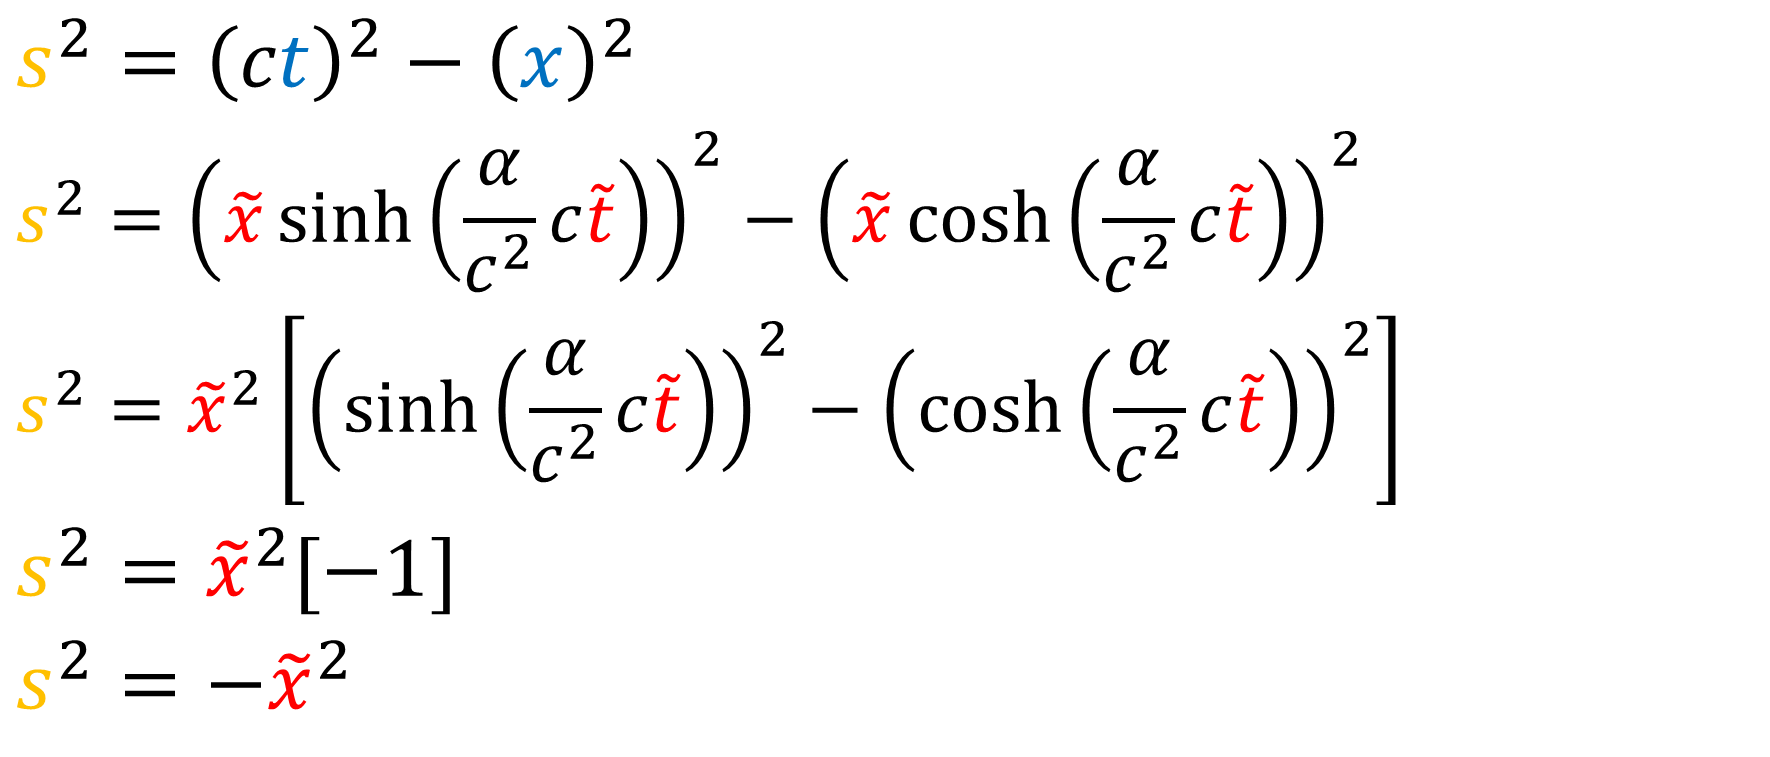 s² = (ct)² − (x)²
s² = (x̃ sinh(α/c² ct̃))² − (x̃ cosh(α/c² ct̃))²
s² = x̃² [(sinh(α/c² ct̃))² − (cosh(α/c² ct̃))²]
s² = x̃²[−1]
s² = −x̃²